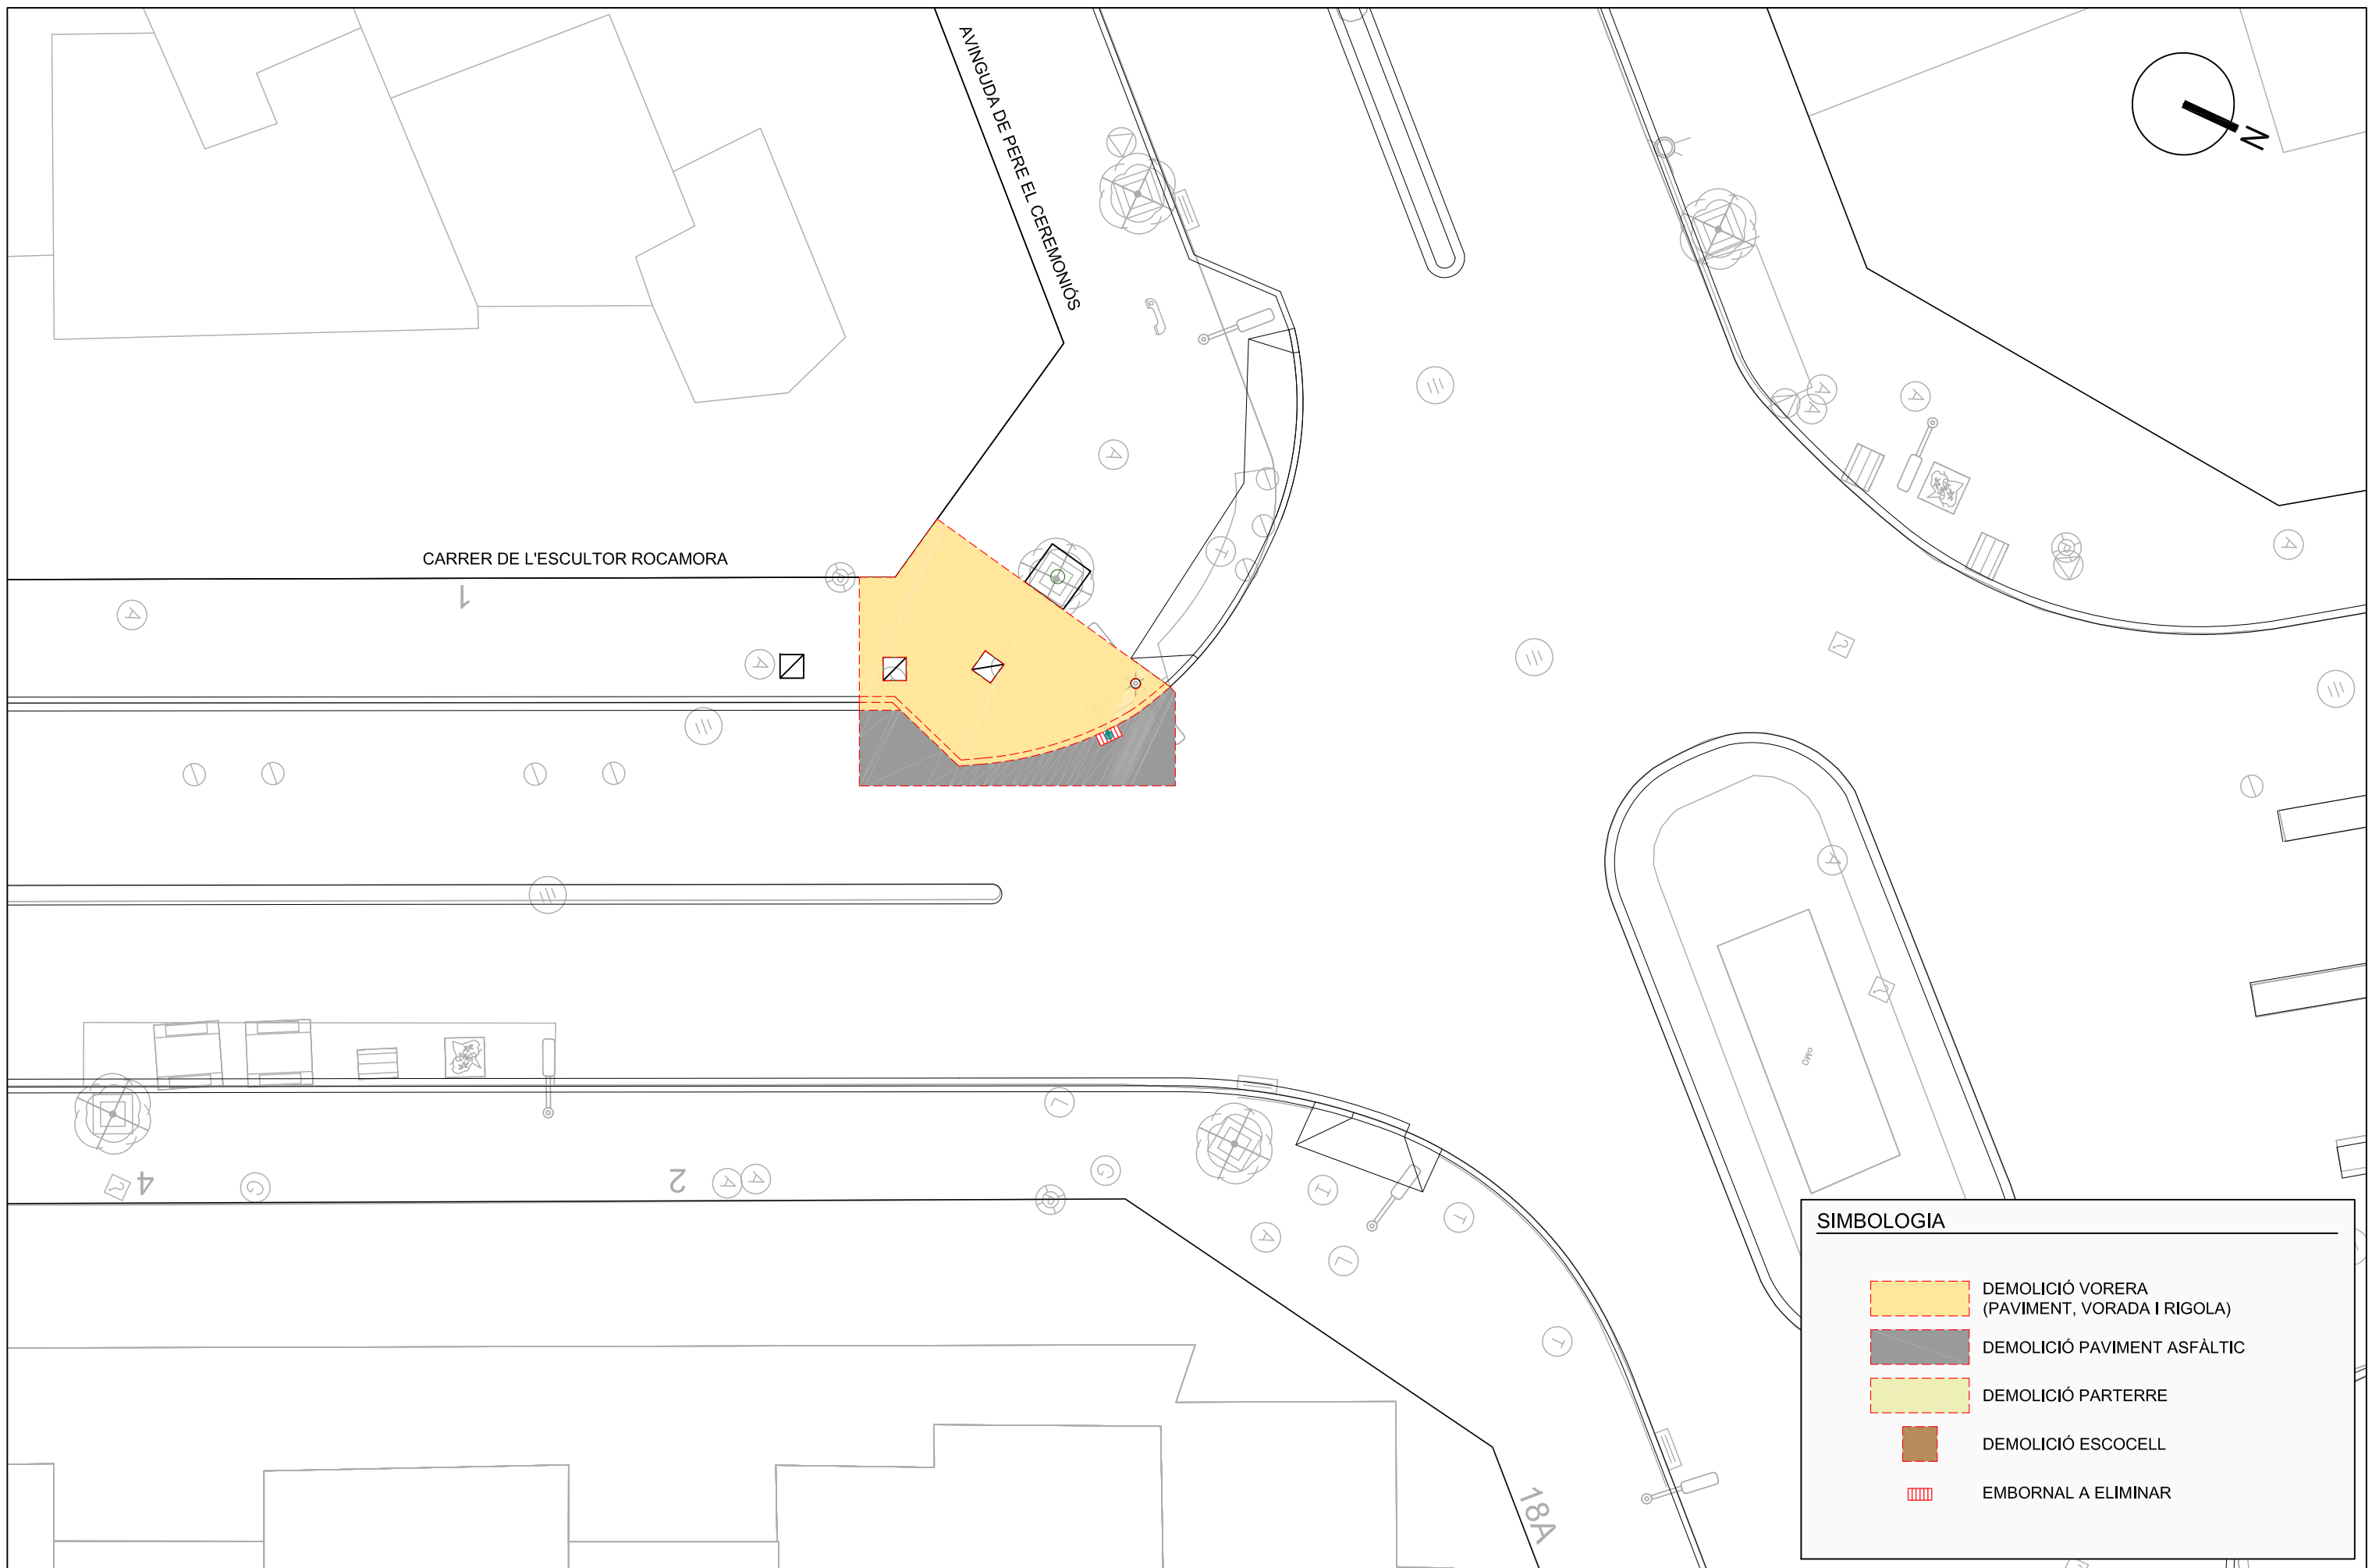 AVINGUDA DE PERE EL CEREMONIÓS
N
CARRER DE L'ESCULTOR ROCAMORA
1
4
2
18A
SIMBOLOGIA
DEMOLICIÓ VORERA
(PAVIMENT, VORADA I RIGOLA)
DEMOLICIÓ PAVIMENT ASFÀLTIC
DEMOLICIÓ PARTERRE
DEMOLICIÓ ESCOCELL
EMBORNAL A ELIMINAR